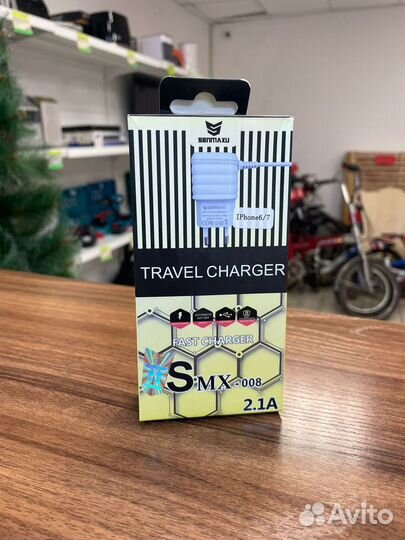 SENMAXU
IPhone6/7
TRAVEL CHARGER
FAST CHARGER
SMX-008
2.1A
Avito